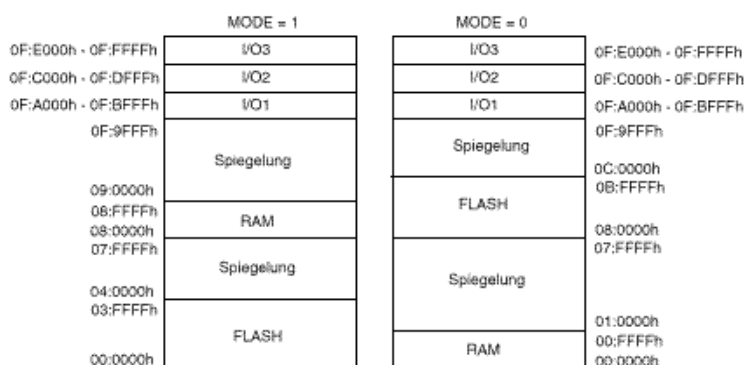 MODE = 1 MODE = 0
0F:E000h - 0F:FFFFh I/O3 I/O3 0F:E000h - 0F:FFFFh
0F:C000h - 0F:DFFFh I/O2 I/O2 0F:C000h - 0F:DFFFh
0F:A000h - 0F:BFFFh I/O1 I/O1 0F:A000h - 0F:BFFFh
0F:9FFFh 0F:9FFFh
Spiegelung Spiegelung
0C:0000h
09:0000h 0B:FFFFh
08:FFFFh FLASH
08:0000h RAM 08:0000h
07:FFFFh 07:FFFFh
Spiegelung Spiegelung
04:0000h
03:FFFFh 01:0000h
FLASH 00:FFFFh
RAM
00:0000h 00:0000h